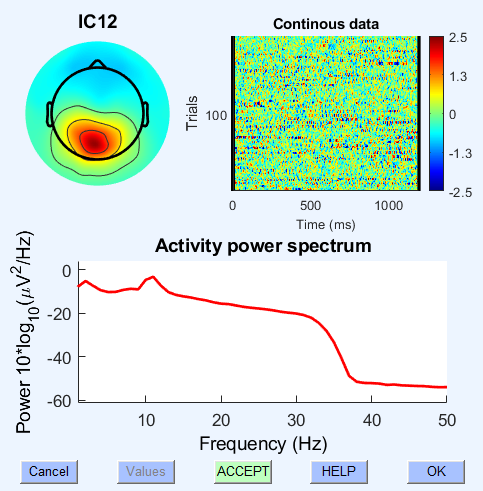 IC12
Continous data
Trials
100
0
500
1000
Time (ms)
2.5
1.3
0
-1.3
-2.5
Activity power spectrum
Power 10*log10(μV2/Hz)
0
-20
-40
-60
10
20
30
40
50
Frequency (Hz)
Cancel
Values
ACCEPT
HELP
OK